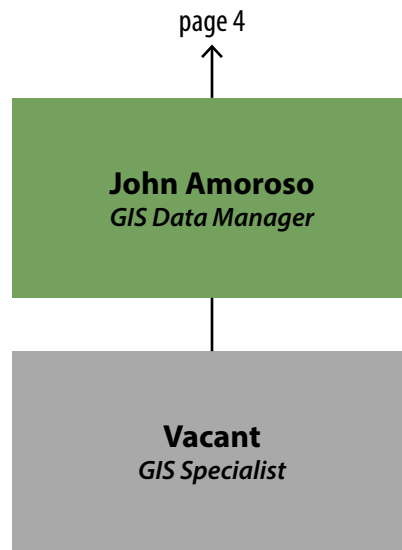 page 4
John Amoroso
GIS Data Manager
Vacant
GIS Specialist